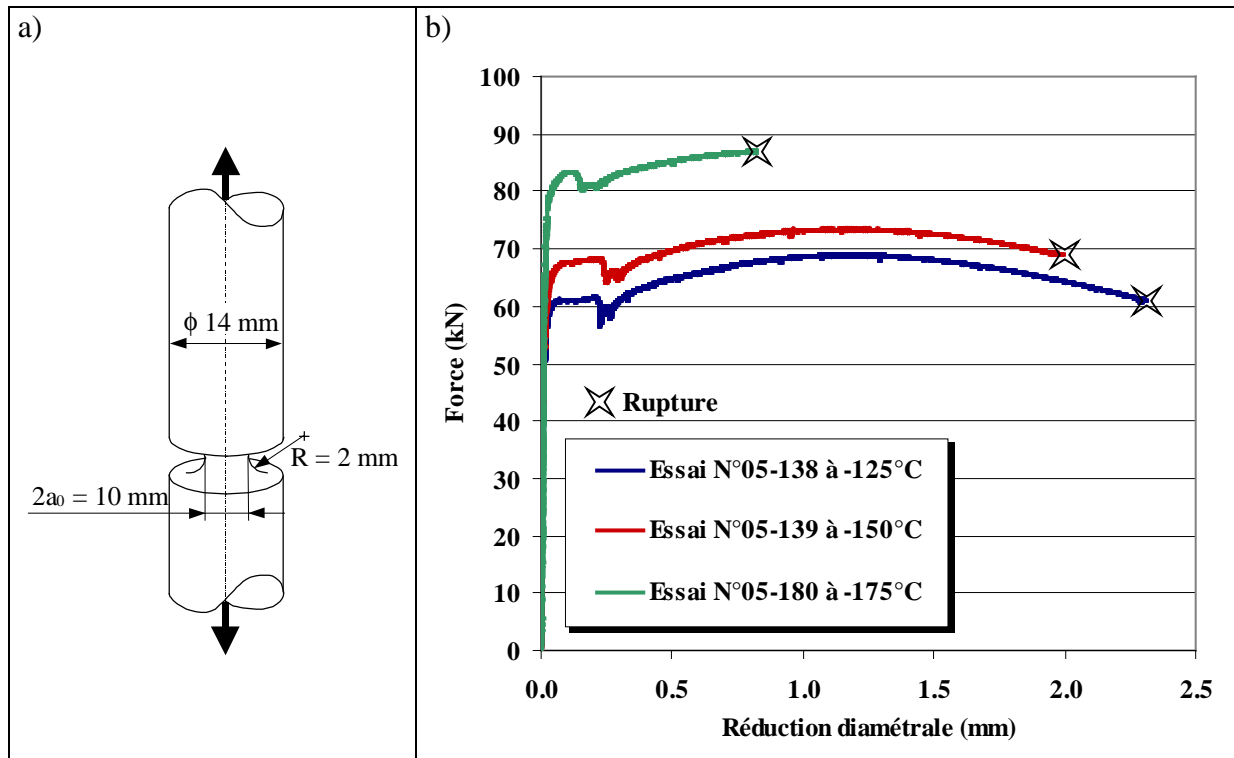 a)
ϕ 14 mm
R = 2 mm
2a0 = 10 mm
b)
Force (kN)
100
90
80
70
60
50
40
30
20
10
0
Rupture
Essai N°05-138 à -125°C
Essai N°05-139 à -150°C
Essai N°05-180 à -175°C
0.0 0.5 1.0 1.5 2.0 2.5
Réduction diamétrale (mm)